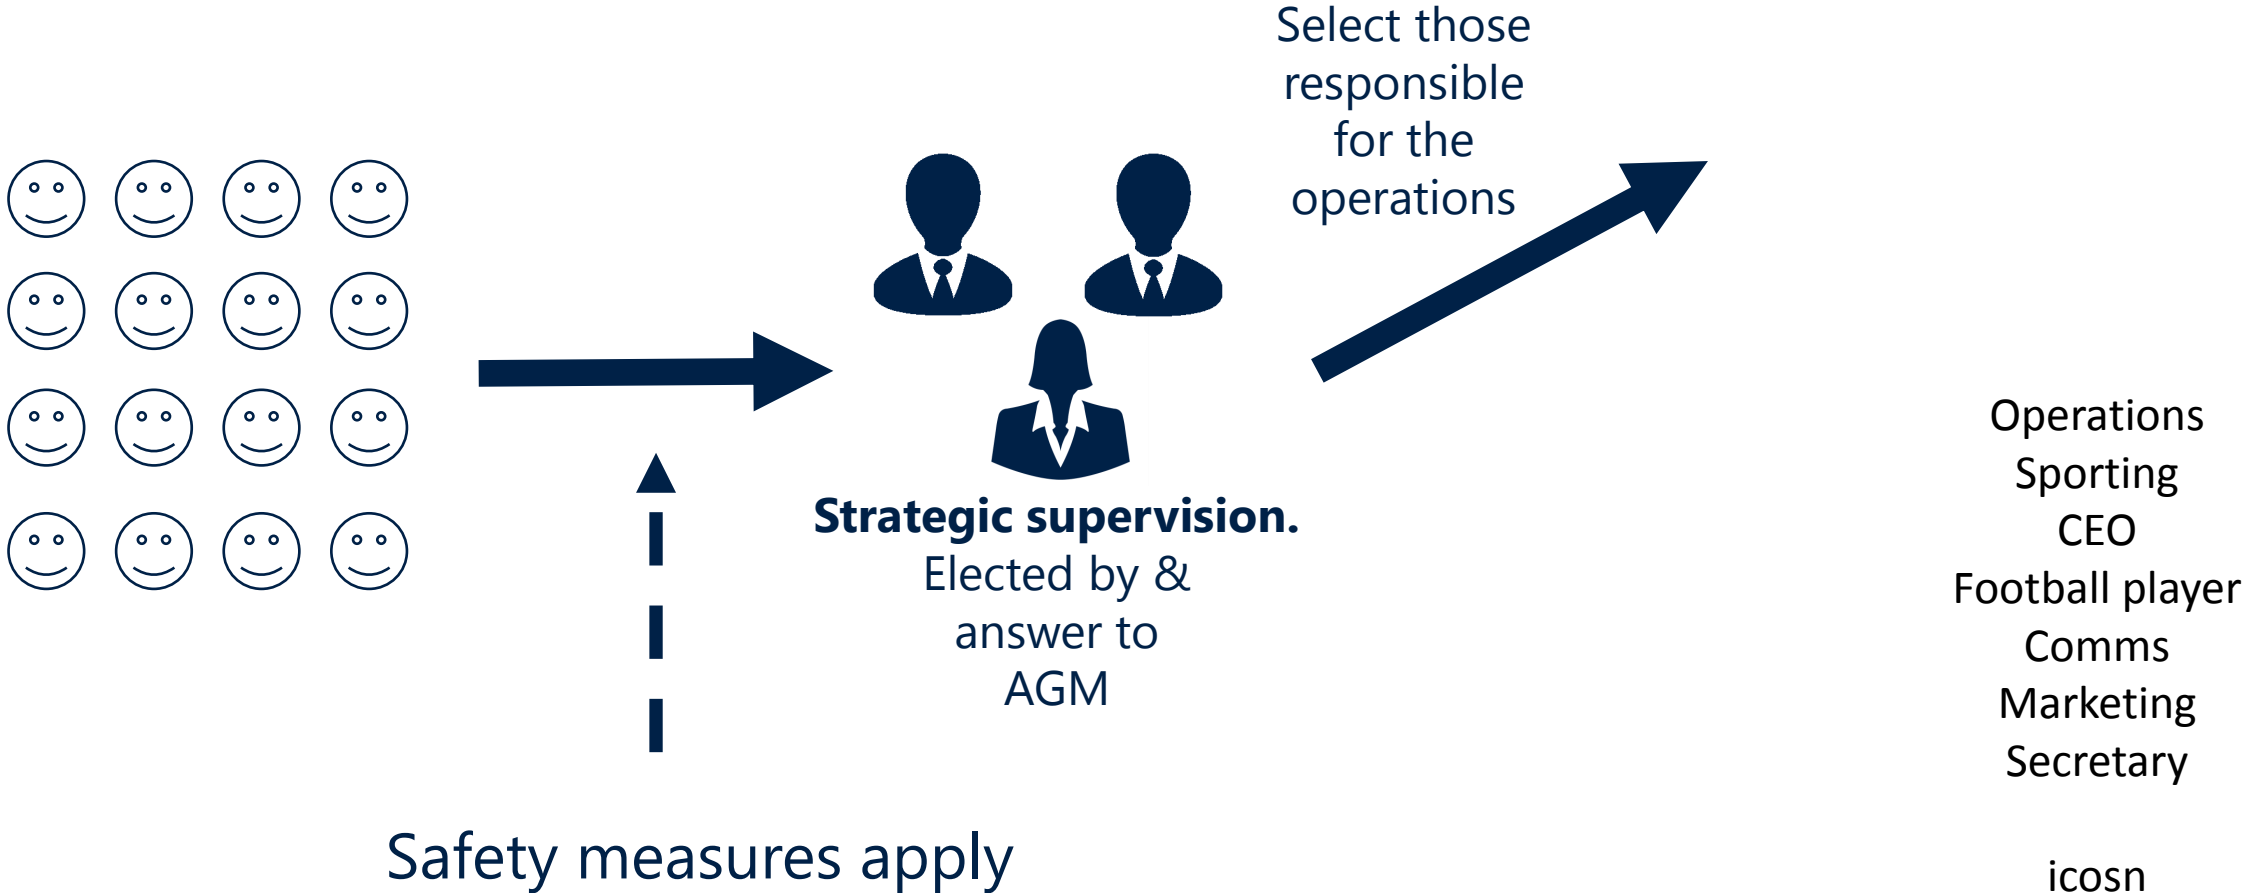 Select those
responsible
for the
operations
Strategic supervision.
Elected by &
answer to
AGM
Safety measures apply
Operations
Sporting
CEO
Football player
Comms
Marketing
Secretary
icosn